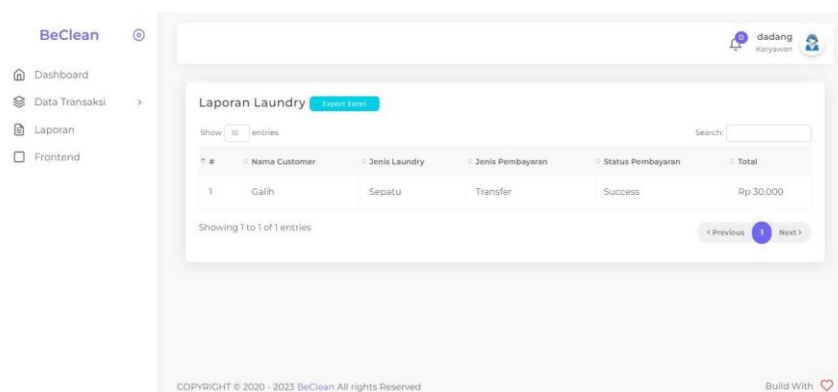 BeClean
Dashboard
Data Transaksi
Laporan
Frontend
0
dadang
Karyawan
Laporan Laundry Export Excel
Show 10 entries Search:
# Nama Customer Jenis Laundry Jenis Pembayaran Status Pembayaran Total
1 Galih Sepatu Transfer Success Rp 30.000
Showing 1 to 1 of 1 entries
< Previous 1 Next >
COPYRIGHT © 2020 - 2023 BeClean All rights Reserved
Build With